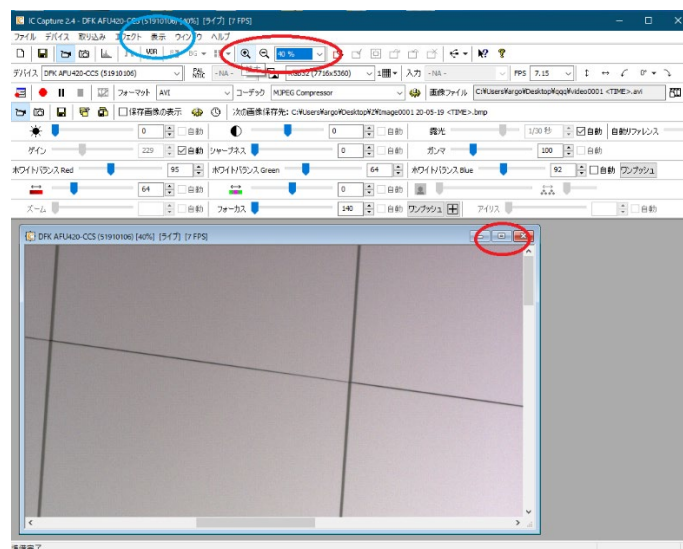 IC Capture 2.4 - DFK AFU420-CCS (51910106) [40%] [ライブ] [7 FPS]
ファイル デバイス 取り込み エフェクト 表示 ウィンドウ ヘルプ
40 %
デバイス DFK AFU420-CCS (51910106) - NA - RGB32 (7716x5360) 入力 - NA - FPS 7.15 0°
フォーマット AVI コーデック MJPEG Compressor 画像ファイル C:¥Users¥argo¥Desktop¥qqq¥video0001 <TIME>.avi
保存画像の表示 次の画像保存先: C:¥Users¥argo¥Desktop¥Z¥Image0001 20-05-19 <TIME>.bmp
0 自動 0 自動 露光 1/30 秒 自動 自動リファレンス
ゲイン 229 自動 シャープネス 0 自動 ガンマ 100 自動
ホワイトバランス Red 95 ホワイトバランス Green 64 ホワイトバランス Blue 92 自動 ワンプッシュ
64 自動 0 自動
ズーム 自動 フォーカス 140 自動 ワンプッシュ アイリス 自動
DFK AFU420-CCS (51910106) [40%] [ライブ] [7 FPS]
準備完了